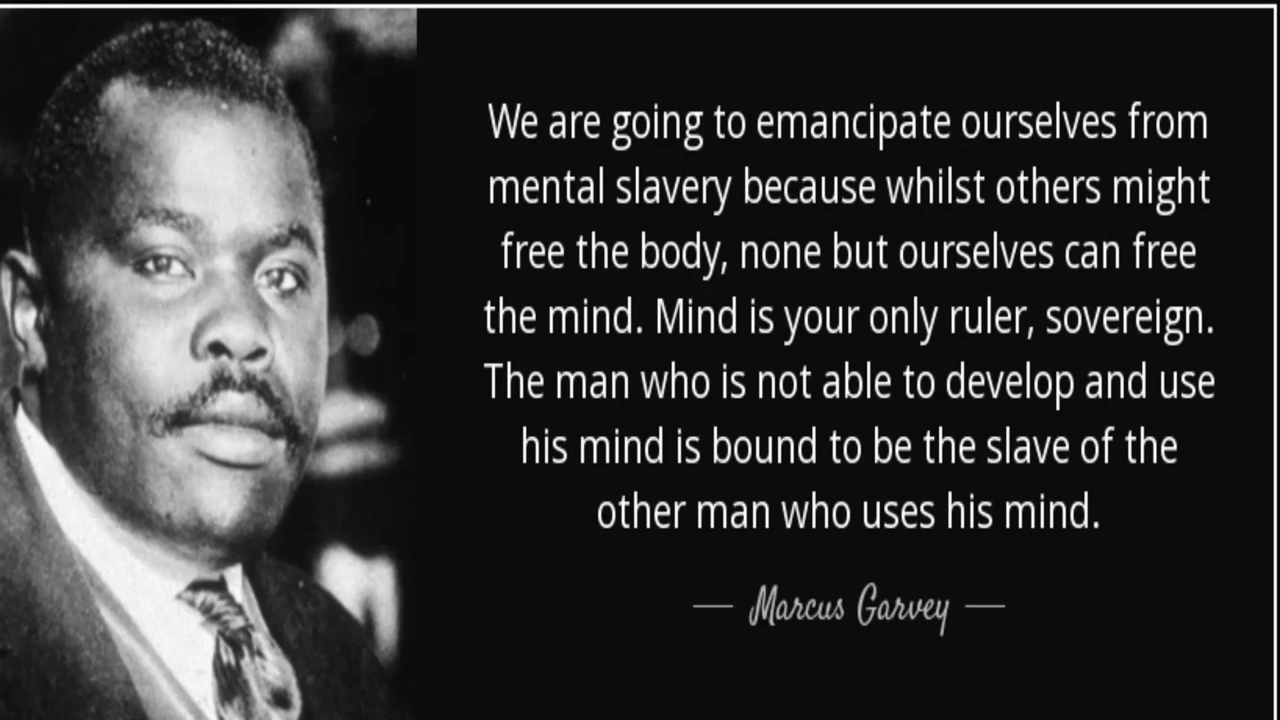 We are going to emancipate ourselves from
mental slavery because whilst others might
free the body, none but ourselves can free
the mind. Mind is your only ruler, sovereign.
The man who is not able to develop and use
his mind is bound to be the slave of the
other man who uses his mind.
— Marcus Garvey —